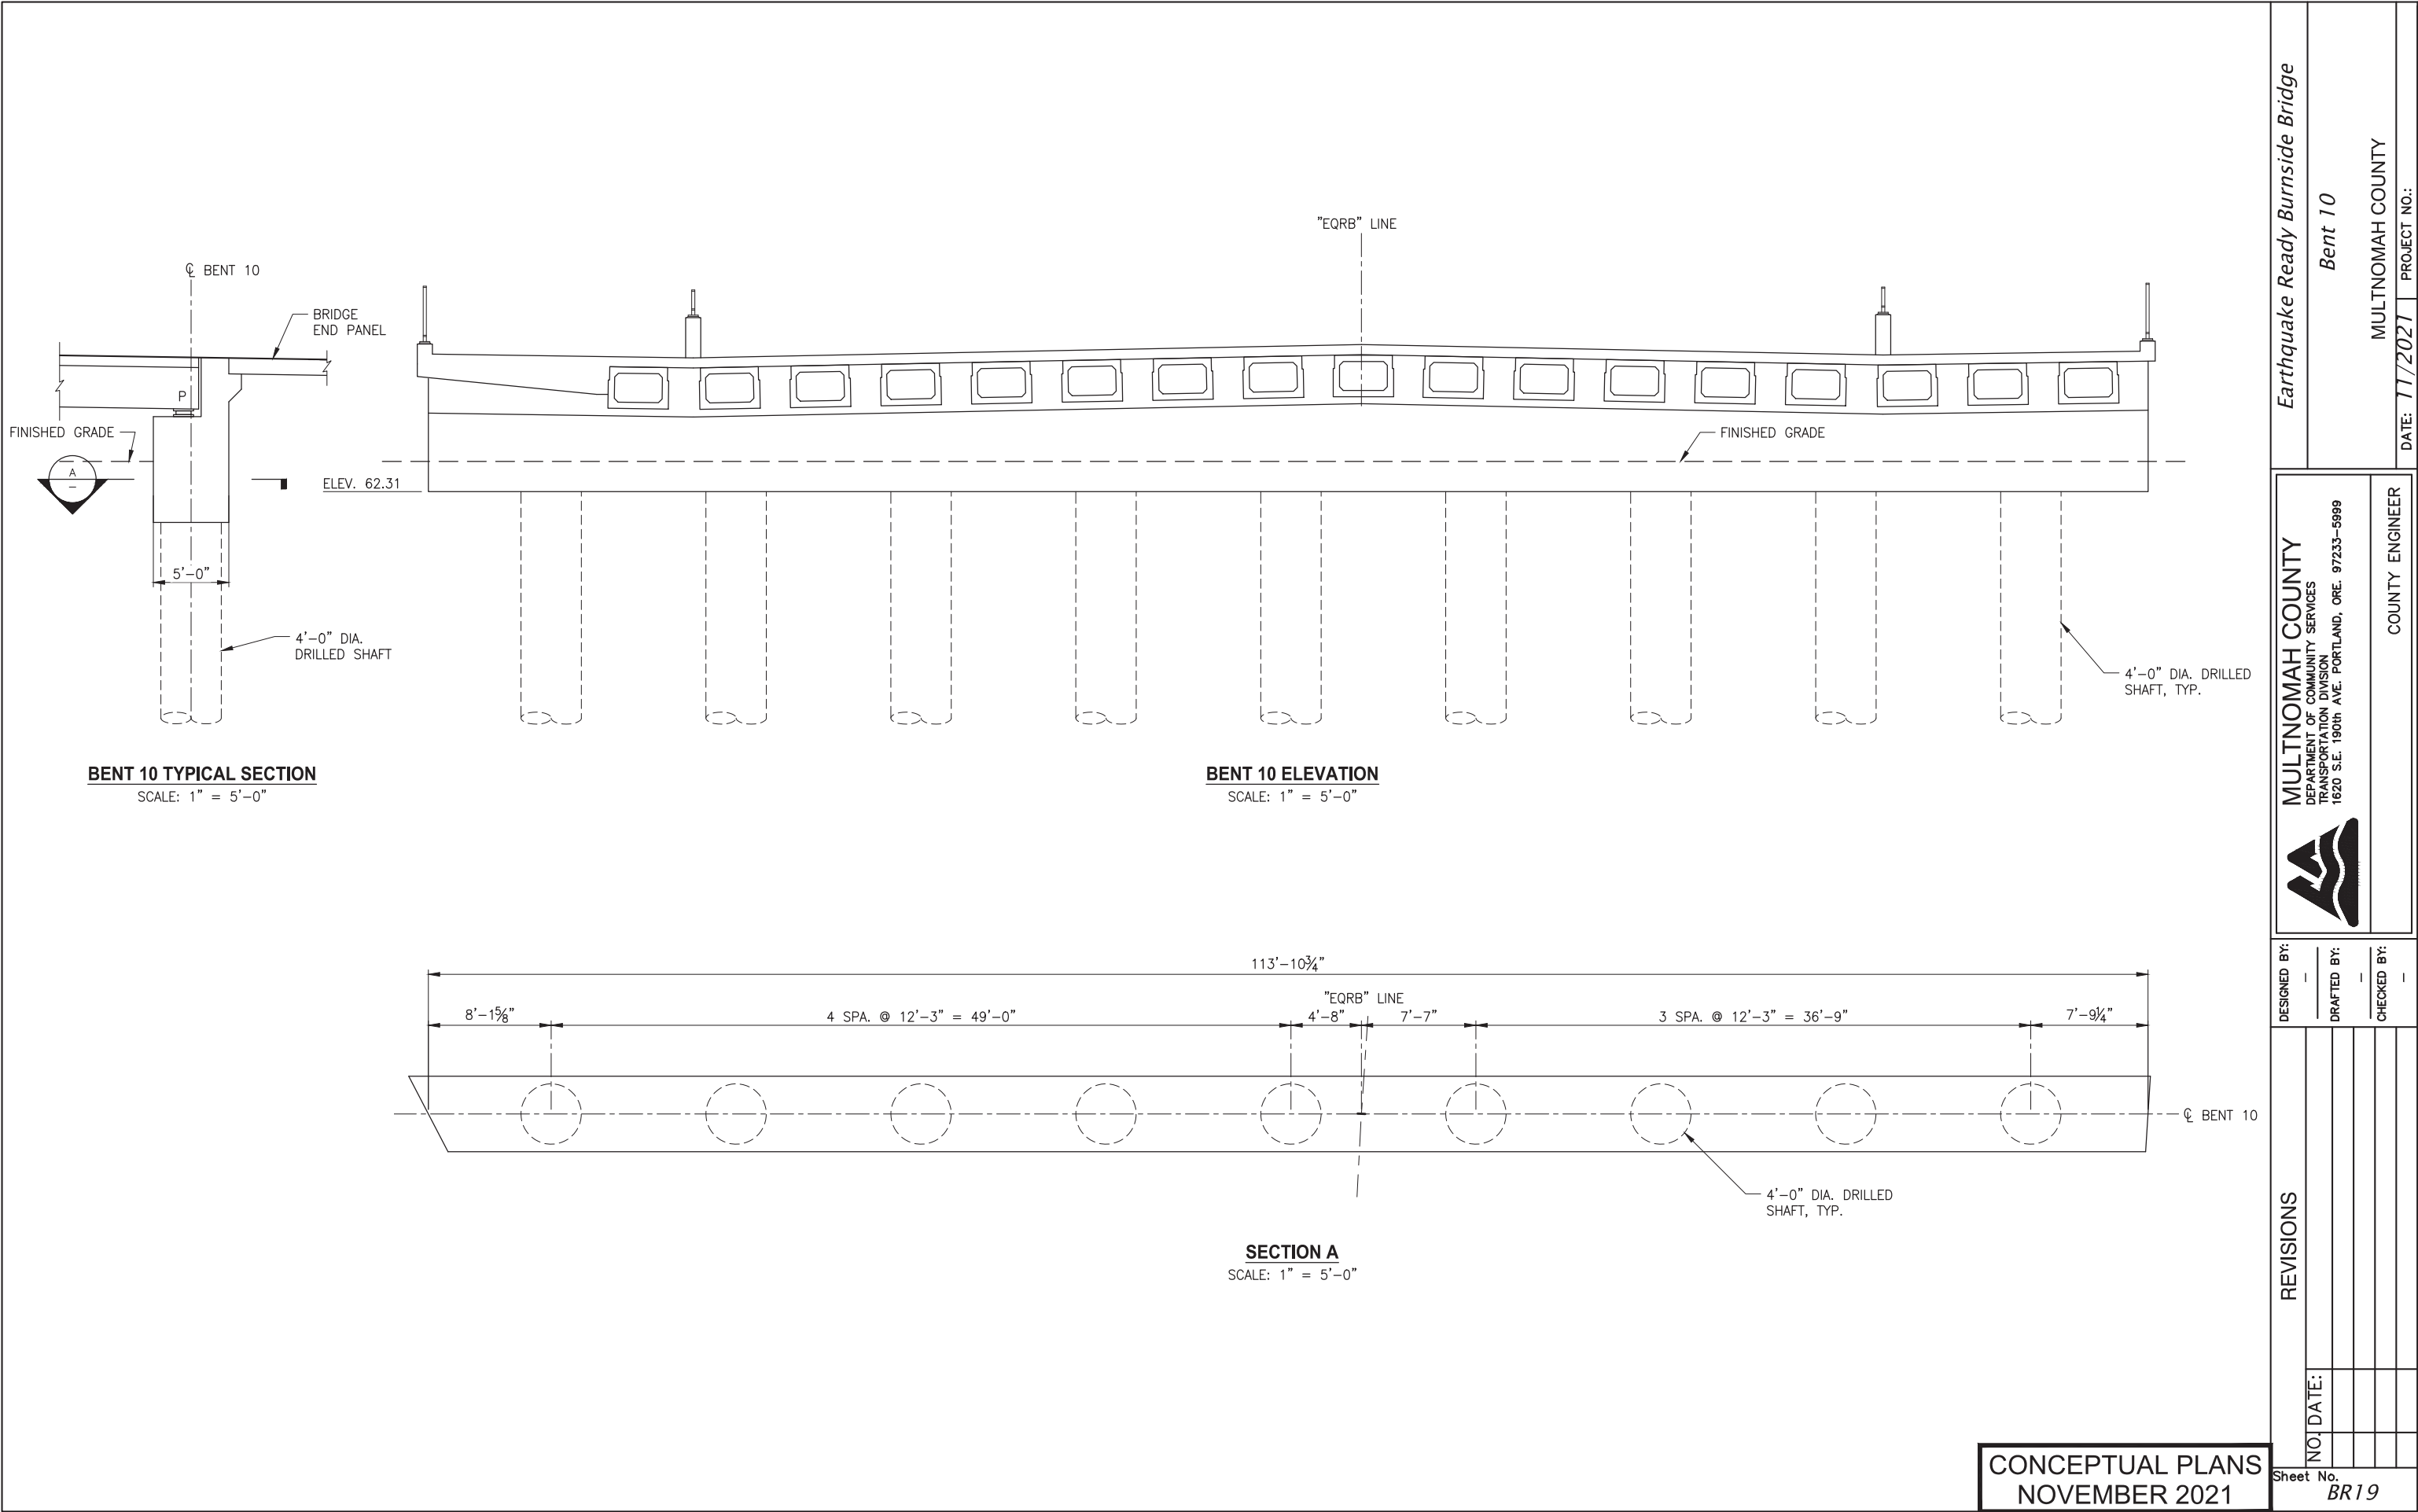 "EQRB" LINE
℄ BENT 10
BRIDGE
END PANEL
P
FINISHED GRADE
A
–
ELEV. 62.31
5'-0"
4'-0" DIA.
DRILLED SHAFT
FINISHED GRADE
4'-0" DIA. DRILLED
SHAFT, TYP.
BENT 10 TYPICAL SECTION
SCALE: 1" = 5'-0"
BENT 10 ELEVATION
SCALE: 1" = 5'-0"
113'-10¾"
"EQRB" LINE
8'-1⅝"
4 SPA. @ 12'-3" = 49'-0"
4'-8"
7'-7"
3 SPA. @ 12'-3" = 36'-9"
7'-9¼"
℄ BENT 10
4'-0" DIA. DRILLED
SHAFT, TYP.
SECTION A
SCALE: 1" = 5'-0"
CONCEPTUAL PLANS
NOVEMBER 2021
Earthquake Ready Burnside Bridge
Bent 10
MULTNOMAH COUNTY
DATE: 11/2021 PROJECT NO.:
MULTNOMAH COUNTY
DEPARTMENT OF COMMUNITY SERVICES
TRANSPORTATION DIVISION
1620 S.E. 190th AVE. PORTLAND, ORE. 97233-5999
COUNTY ENGINEER
DESIGNED BY:
–
DRAFTED BY:
–
CHECKED BY:
–
REVISIONS
NO. DATE:
Sheet No.
BR19